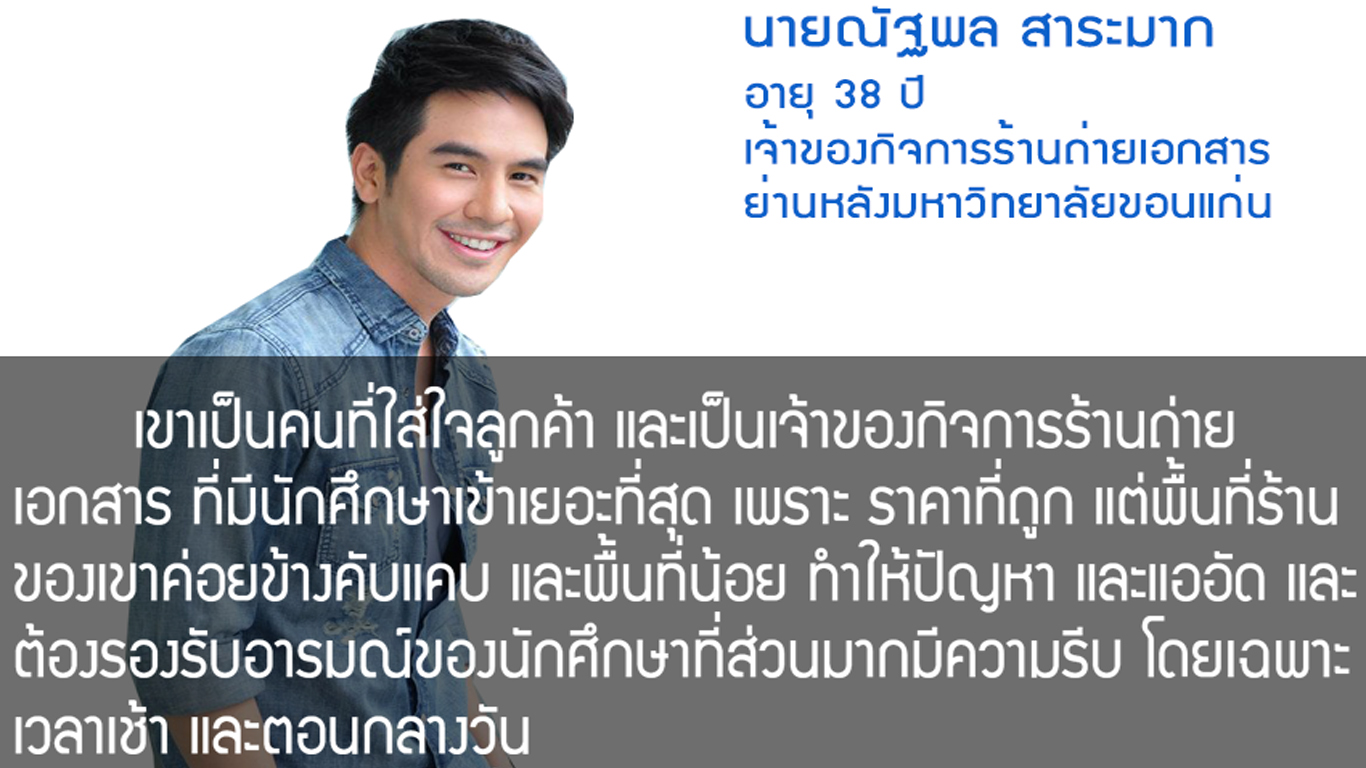 นายณัฐพล สาระมาก
อายุ 38 ปี
เจ้าของกิจการร้านถ่ายเอกสาร
ย่านหลังมหาวิทยาลัยขอนแก่น
เขาเป็นคนที่ใส่ใจลูกค้า และเป็นเจ้าของกิจการร้านถ่าย
เอกสาร ที่มีนักศึกษาเข้าเยอะที่สุด เพราะ ราคาที่ถูก แต่พื้นที่ร้าน
ของเขาค่อยข้างคับแคบ และพื้นที่น้อย ทำให้ปัญหา และแออัด และ
ต้องรองรับอารมณ์ของนักศึกษาที่ส่วนมากมีความรีบ โดยเฉพาะ
เวลาเช้า และตอนกลางวัน